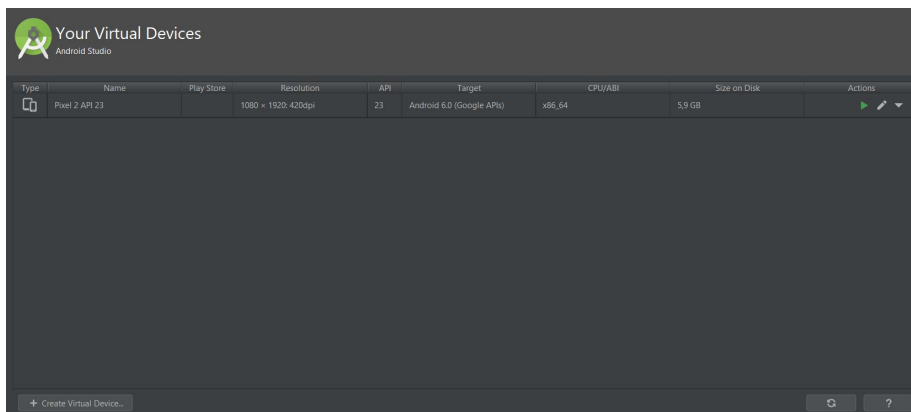 Your Virtual Devices
Android Studio
Type Name Play Store Resolution API Target CPU/ABI Size on Disk Actions
Pixel 2 API 23 1080 × 1920: 420dpi 23 Android 6.0 (Google APIs) x86_64 5,9 GB
+ Create Virtual Device... ?